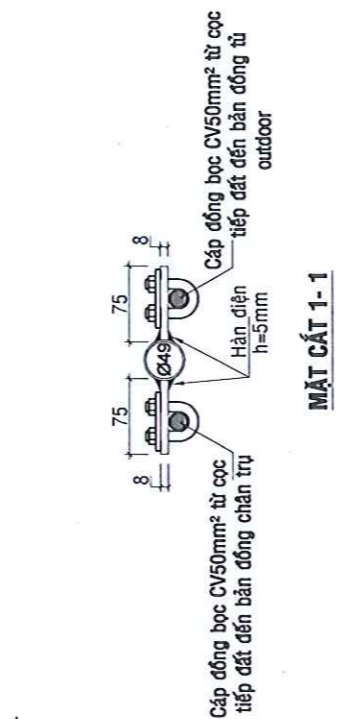 75
75
8
8
Ø49
Cáp đồng bọc CV50mm² từ cọc
tiếp đất đến bản đồng chân trụ
Hàn điện
h=5mm
Cáp đồng bọc CV50mm² từ cọc
tiếp đất đến bản đồng tủ
outdoor
MẶT CẮT 1- 1